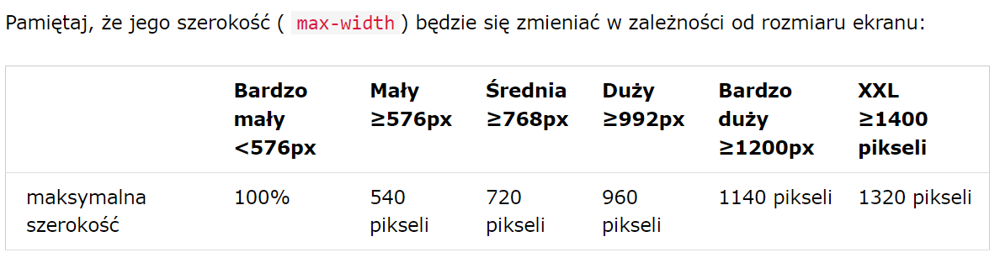 Pamiętaj, że jego szerokość ( max-width ) będzie się zmieniać w zależności od rozmiaru ekranu:
Bardzo mały <576px
Mały ≥576px
Średnia ≥768px
Duży ≥992px
Bardzo duży ≥1200px
XXL ≥1400 pikseli
maksymalna szerokość
100%
540 pikseli
720 pikseli
960 pikseli
1140 pikseli
1320 pikseli